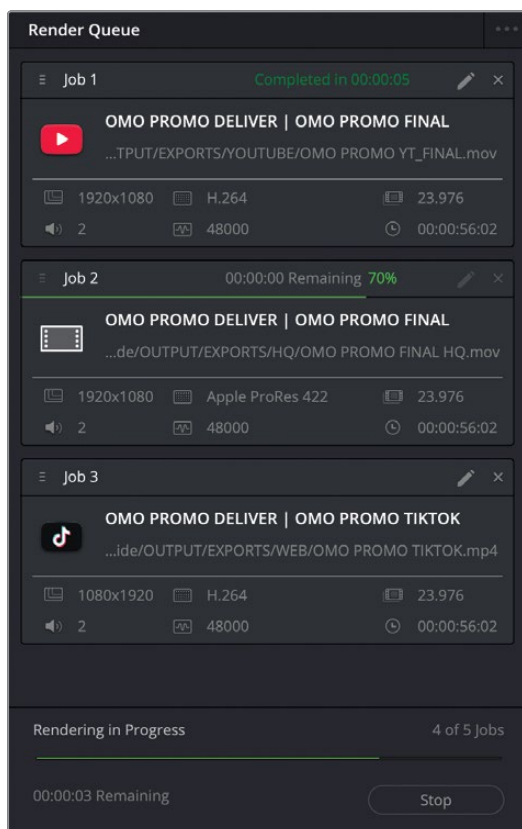 Render Queue
Job 1 Completed in 00:00:05
OMO PROMO DELIVER | OMO PROMO FINAL
...TPUT/EXPORTS/YOUTUBE/OMO PROMO YT_FINAL.mov
1920x1080 H.264 23.976
2 48000 00:00:56:02
Job 2 00:00:00 Remaining 70%
OMO PROMO DELIVER | OMO PROMO FINAL
...de/OUTPUT/EXPORTS/HQ/OMO PROMO FINAL HQ.mov
1920x1080 Apple ProRes 422 23.976
2 48000 00:00:56:02
Job 3
OMO PROMO DELIVER | OMO PROMO TIKTOK
...ide/OUTPUT/EXPORTS/WEB/OMO PROMO TIKTOK.mp4
1080x1920 H.264 23.976
2 48000 00:00:56:02
Rendering in Progress 4 of 5 Jobs
00:00:03 Remaining Stop